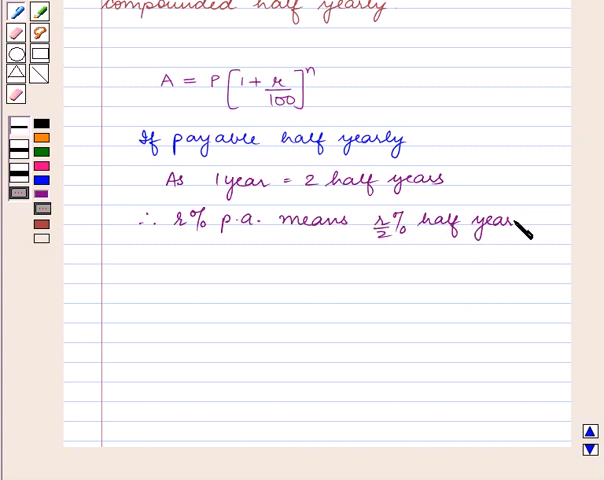 compounded half yearly
A = P [1 + r/100]^n
If payable half yearly
As 1 year = 2 half years
∴ r% p.a. means r/2% half year